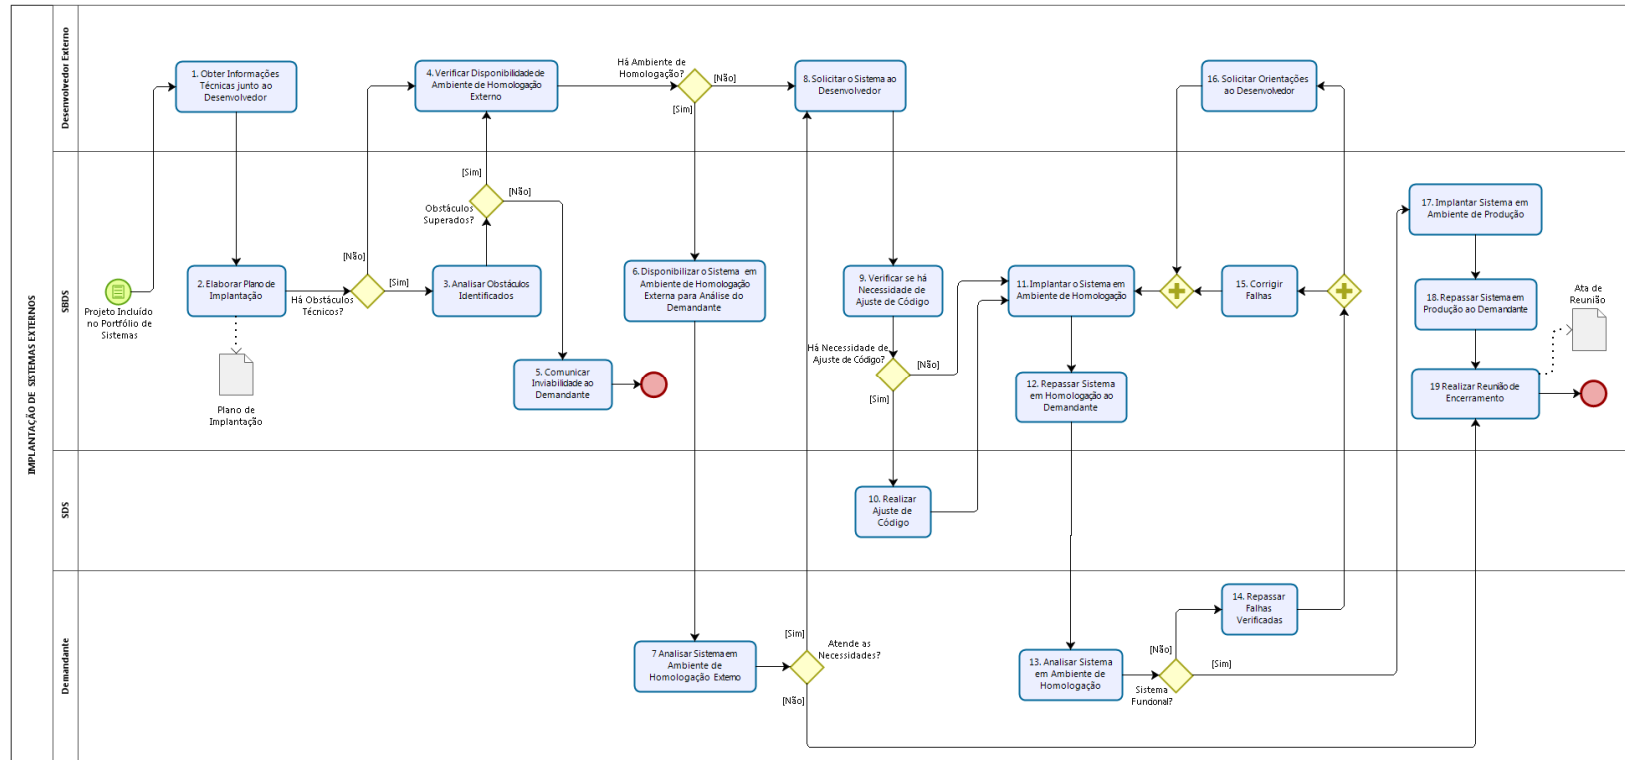 IMPLANTAÇÃO DE SISTEMAS EXTERNOS
Desenvolvedor Externo
1. Obter Informações
Técnicas junto ao
Desenvolvedor
4. Verificar Disponibilidade de
Ambiente de Homologação
Externo
Há Ambiente de
Homologação?
[Não]
[Sim]
8. Solicitar o Sistema ao
Desenvolvedor
16. Solicitar Orientações
ao Desenvolvedor
SBDS
Projeto Incluído
no Portfólio de
Sistemas
2. Elaborar Plano de
Implantação
Plano de
Implantação
Há Obstáculos
Técnicos?
[Não]
[Sim]
3. Analisar Obstáculos
Identificados
Obstáculos
Superados?
[Sim]
[Não]
5. Comunicar
Inviabilidade ao
Demandante
6. Disponibilizar o Sistema em
Ambiente de Homologação
Externa para Análise do
Demandante
9. Verificar se há
Necessidade de
Ajuste de Código
Há Necessidade de
Ajuste de Código?
[Não]
[Sim]
11. Implantar o Sistema em
Ambiente de Homologação
12. Repassar Sistema
em Homologação ao
Demandante
15. Corrigir
Falhas
17. Implantar Sistema em
Ambiente de Produção
18. Repassar Sistema em
Produção ao Demandante
Ata de
Reunião
19 Realizar Reunião de
Encerramento
SDS
10. Realizar
Ajuste de
Código
Demandante
7 Analisar Sistema em
Ambiente de
Homologação Externo
[Sim]
Atende as
Necessidades?
[Não]
13. Analisar Sistema
em Ambiente de
Homologação
Sistema
Fundonal?
[Não]
[Sim]
14. Repassar
Falhas
Verificadas